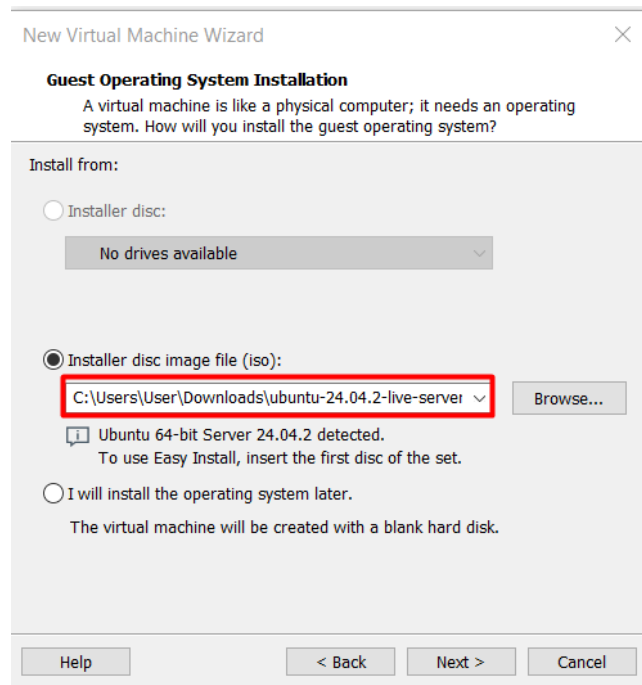 New Virtual Machine Wizard
Guest Operating System Installation
A virtual machine is like a physical computer; it needs an operating
system. How will you install the guest operating system?
Install from:
Installer disc:
No drives available
Installer disc image file (iso):
C:\Users\User\Downloads\ubuntu-24.04.2-live-server
Browse...
Ubuntu 64-bit Server 24.04.2 detected.
To use Easy Install, insert the first disc of the set.
I will install the operating system later.
The virtual machine will be created with a blank hard disk.
Help
< Back
Next >
Cancel